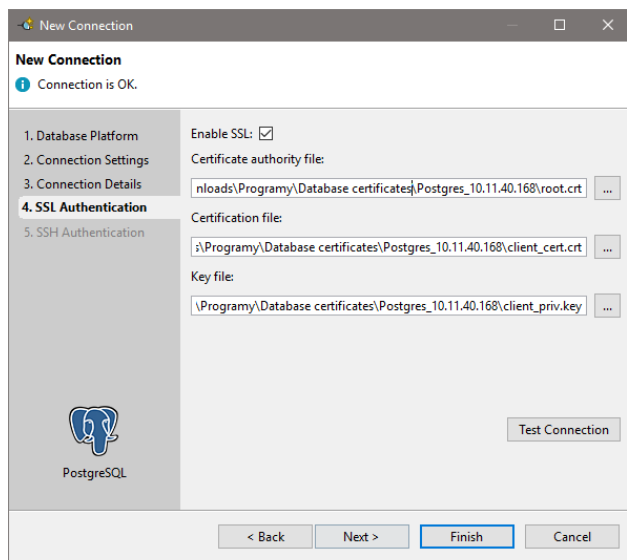 New Connection
New Connection
Connection is OK.
1. Database Platform
2. Connection Settings
3. Connection Details
4. SSL Authentication
5. SSH Authentication
PostgreSQL
Enable SSL:
Certificate authority file:
nloads\Programy\Database certificates\Postgres_10.11.40.168\root.crt
...
Certification file:
;\Programy\Database certificates\Postgres_10.11.40.168\client_cert.crt
...
Key file:
\Programy\Database certificates\Postgres_10.11.40.168\client_priv.key
...
Test Connection
< Back
Next >
Finish
Cancel